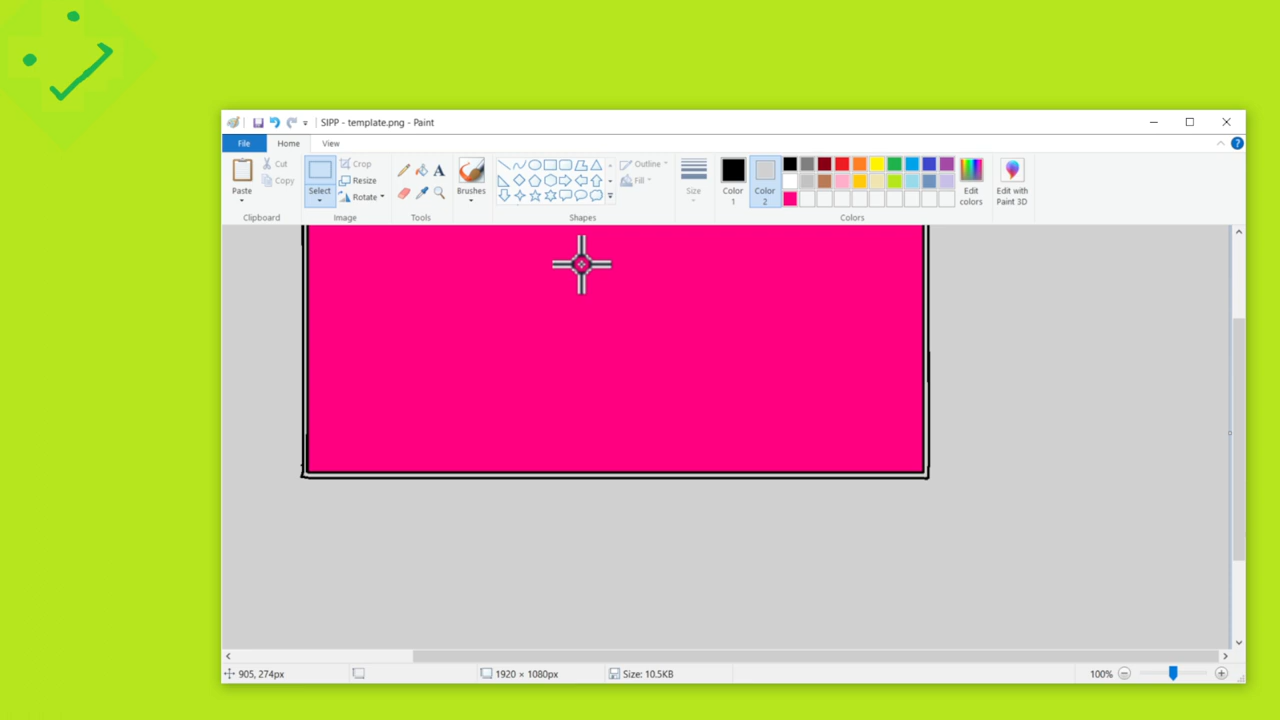 SIPP - template.png - Paint
File Home View
Paste
Cut
Copy
Clipboard
Select
Crop
Resize
Rotate
Image
A
Tools
Brushes
Outline
Fill
Shapes
Size
Color
1
Color
2
Edit
colors
Colors
Edit with
Paint 3D
905, 274px
1920 × 1080px
Size: 10.5KB
100%